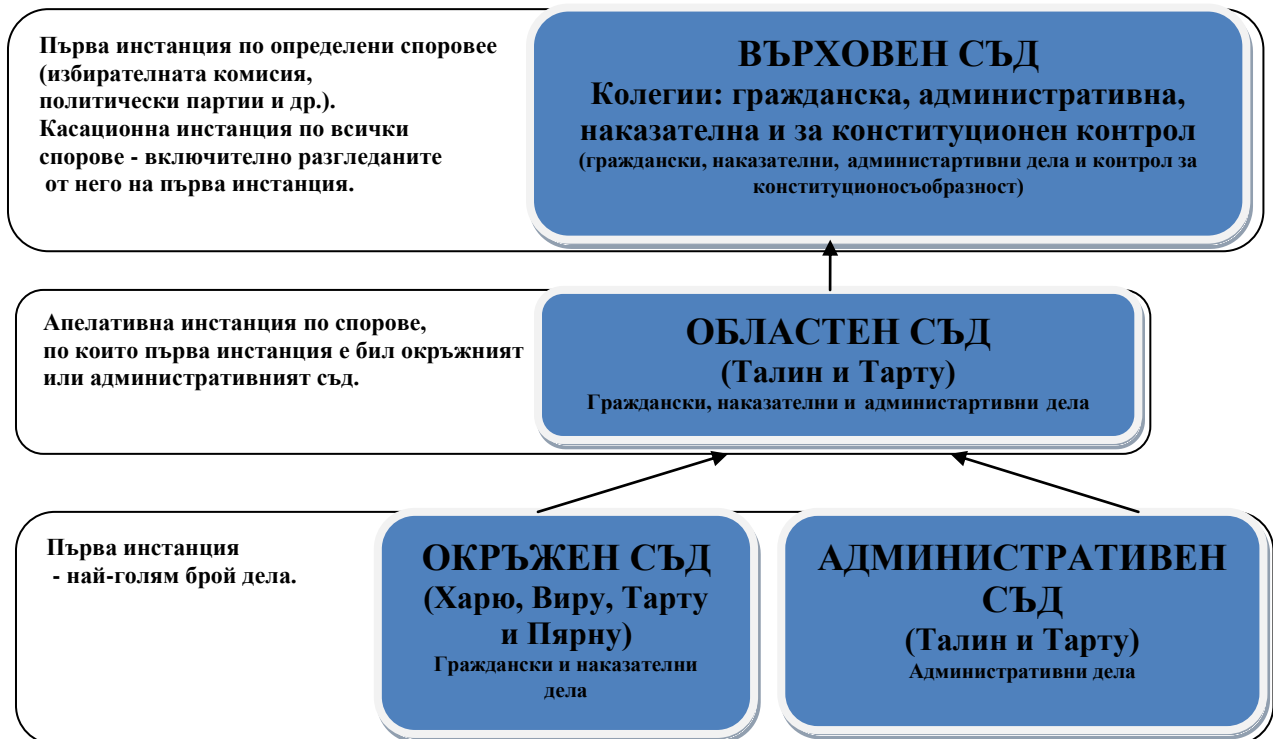 Първа инстанция по определени споровее
(избирателната комисия,
политически партии и др.).
Касационна инстанция по всички
спорове - включително разгледаните
от него на първа инстанция.
ВЪРХОВЕН СЪД
Колегии: гражданска, административна,
наказателна и за конституционен контрол
(граждански, наказателни, администартивни дела и контрол за
конституционосъобразност)
Апелативна инстанция по спорове,
по които първа инстанция е бил окръжният
или административният съд.
ОБЛАСТЕН СЪД
(Талин и Тарту)
Граждански, наказателни и администартивни дела
Първа инстанция
- най-голям брой дела.
ОКРЪЖЕН СЪД
(Харю, Виру, Тарту
и Пярну)
Граждански и наказателни
дела
АДМИНИСТРАТИВЕН
СЪД
(Талин и Тарту)
Административни дела